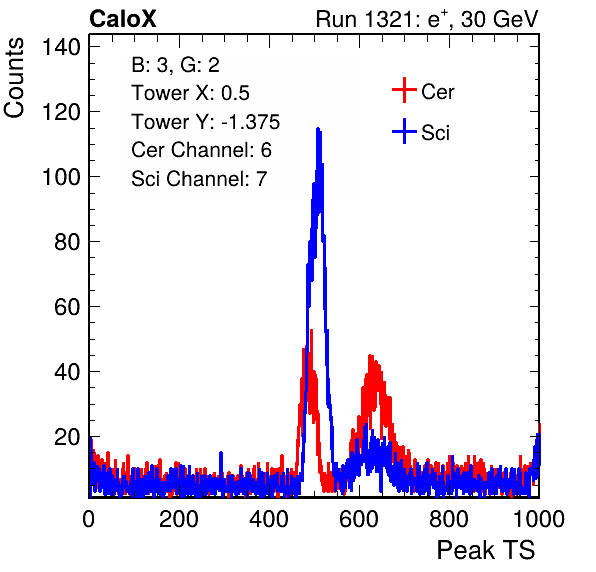 CaloX Run 1321: e⁺, 30 GeV
B: 3, G: 2
Tower X: 0.5
Tower Y: -1.375
Cer Channel: 6
Sci Channel: 7
Cer
Sci
Counts
140
120
100
80
60
40
20
0 200 400 600 800 1000
Peak TS